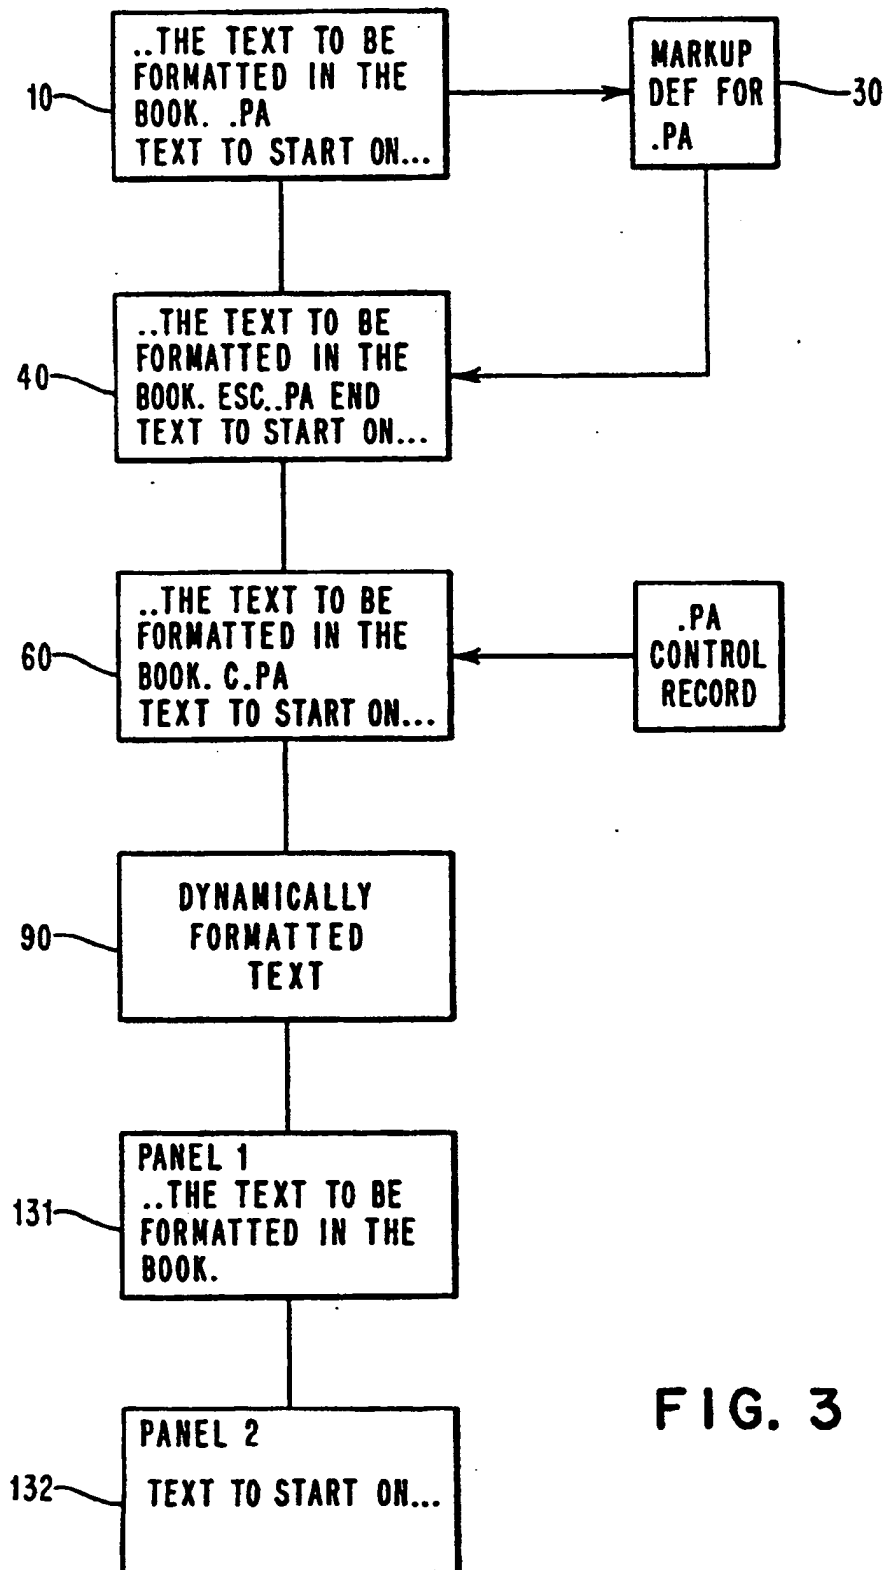 ..THE TEXT TO BE
FORMATTED IN THE
BOOK. .PA
TEXT TO START ON...
10
MARKUP
DEF FOR
.PA
30
..THE TEXT TO BE
FORMATTED IN THE
BOOK. ESC..PA END
TEXT TO START ON...
40
..THE TEXT TO BE
FORMATTED IN THE
BOOK. C.PA
TEXT TO START ON...
60
.PA
CONTROL
RECORD
DYNAMICALLY
FORMATTED
TEXT
90
PANEL 1
..THE TEXT TO BE
FORMATTED IN THE
BOOK.
131
PANEL 2
TEXT TO START ON...
132
FIG. 3